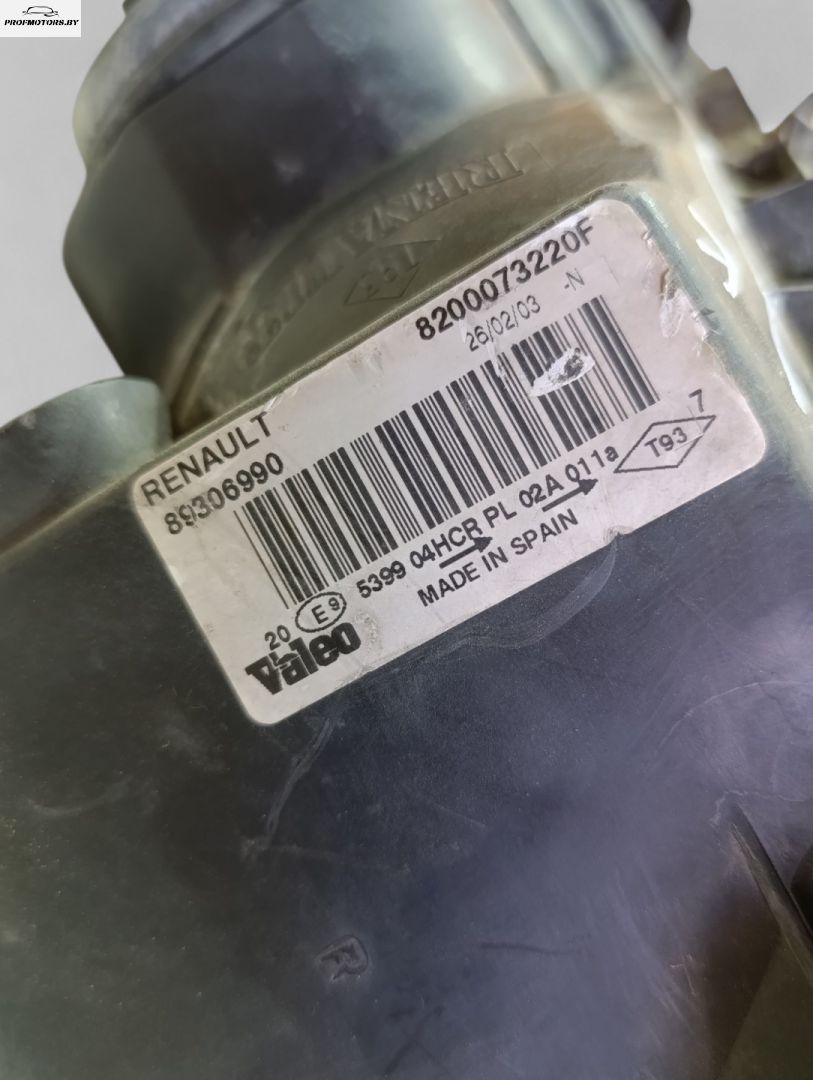 PROFMOTORS.BY
8200073220F
26/02/03 -N
RENAULT
89306990
20 E9 5399 04HCR PL 02A 011a T93 7
MADE IN SPAIN
Valeo
R